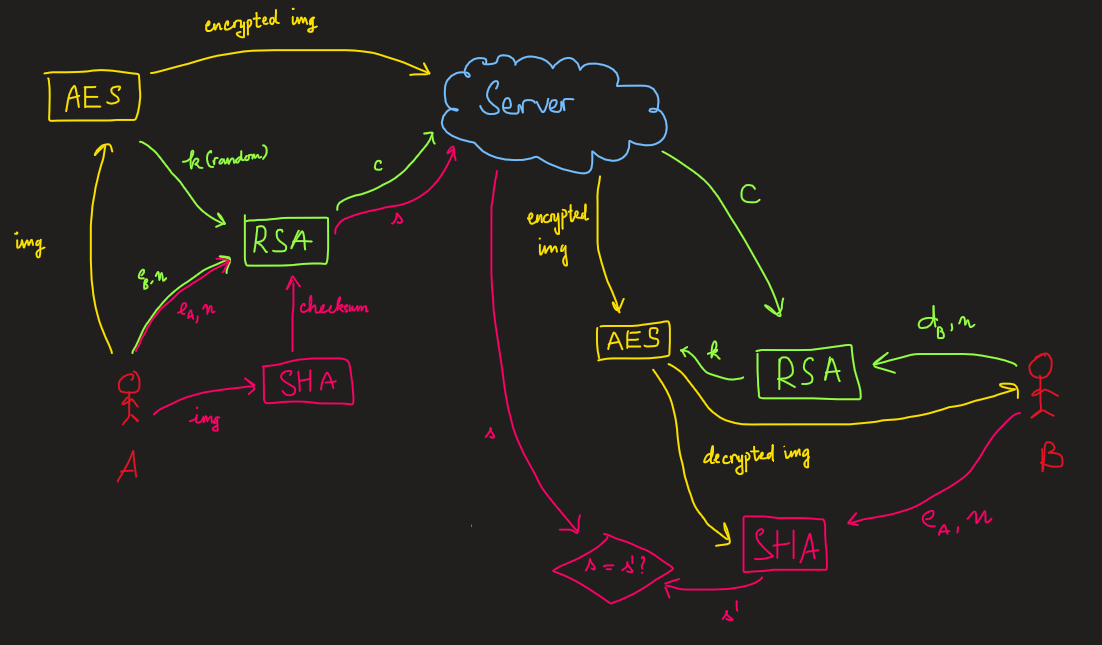 encrypted img
AES
Server
k (random)
c
s
C
img
RSA
encrypted
img
e_B, n
e_A, n
checksum
d_B, n
AES
k
RSA
SHA
img
A
s
decrypted img
B
e_A, n
SHA
s = s'?
s'